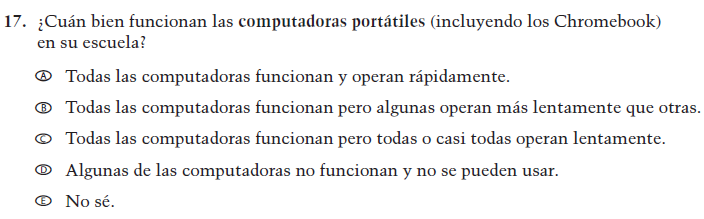 17. ¿Cuán bien funcionan las computadoras portátiles (incluyendo los Chromebook)
en su escuela?
A Todas las computadoras funcionan y operan rápidamente.
B Todas las computadoras funcionan pero algunas operan más lentamente que otras.
C Todas las computadoras funcionan pero todas o casi todas operan lentamente.
D Algunas de las computadoras no funcionan y no se pueden usar.
E No sé.